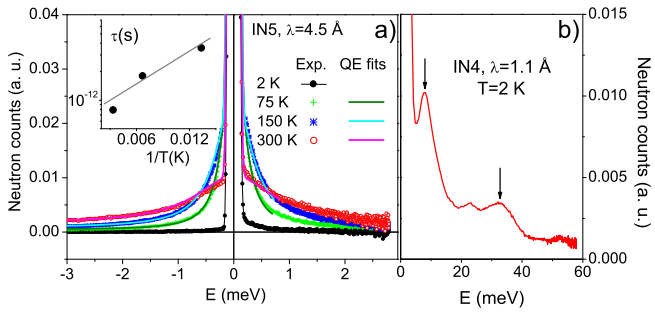 τ(s)
10⁻¹²
0.006 0.012
1/T(K)
IN5, λ=4.5 Å
a)
Exp. QE fits
2 K
75 K
150 K
300 K
Neutron counts (a. u.)
0.04
0.03
0.02
0.01
0.00
-3 -2 -1 0 1 2
E (meV)
b)
IN4, λ=1.1 Å
T=2 K
0.015
0.010
0.005
0.000
Neutron counts (a. u.)
0 20 40 60
E (meV)